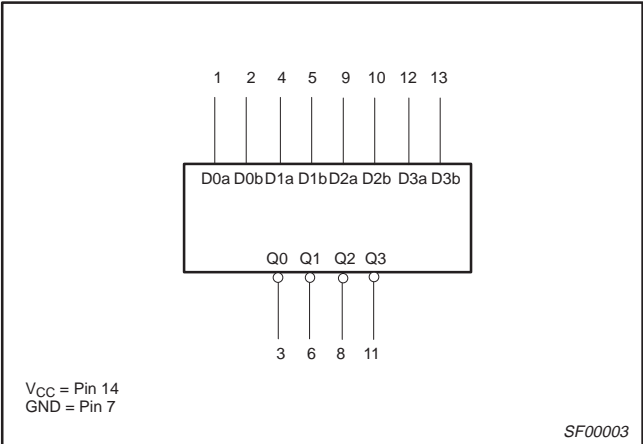 1 2 4 5 9 10 12 13
D0a D0b D1a D1b D2a D2b D3a D3b
Q0 Q1 Q2 Q3
3 6 8 11
VCC = Pin 14
GND = Pin 7
SF00003